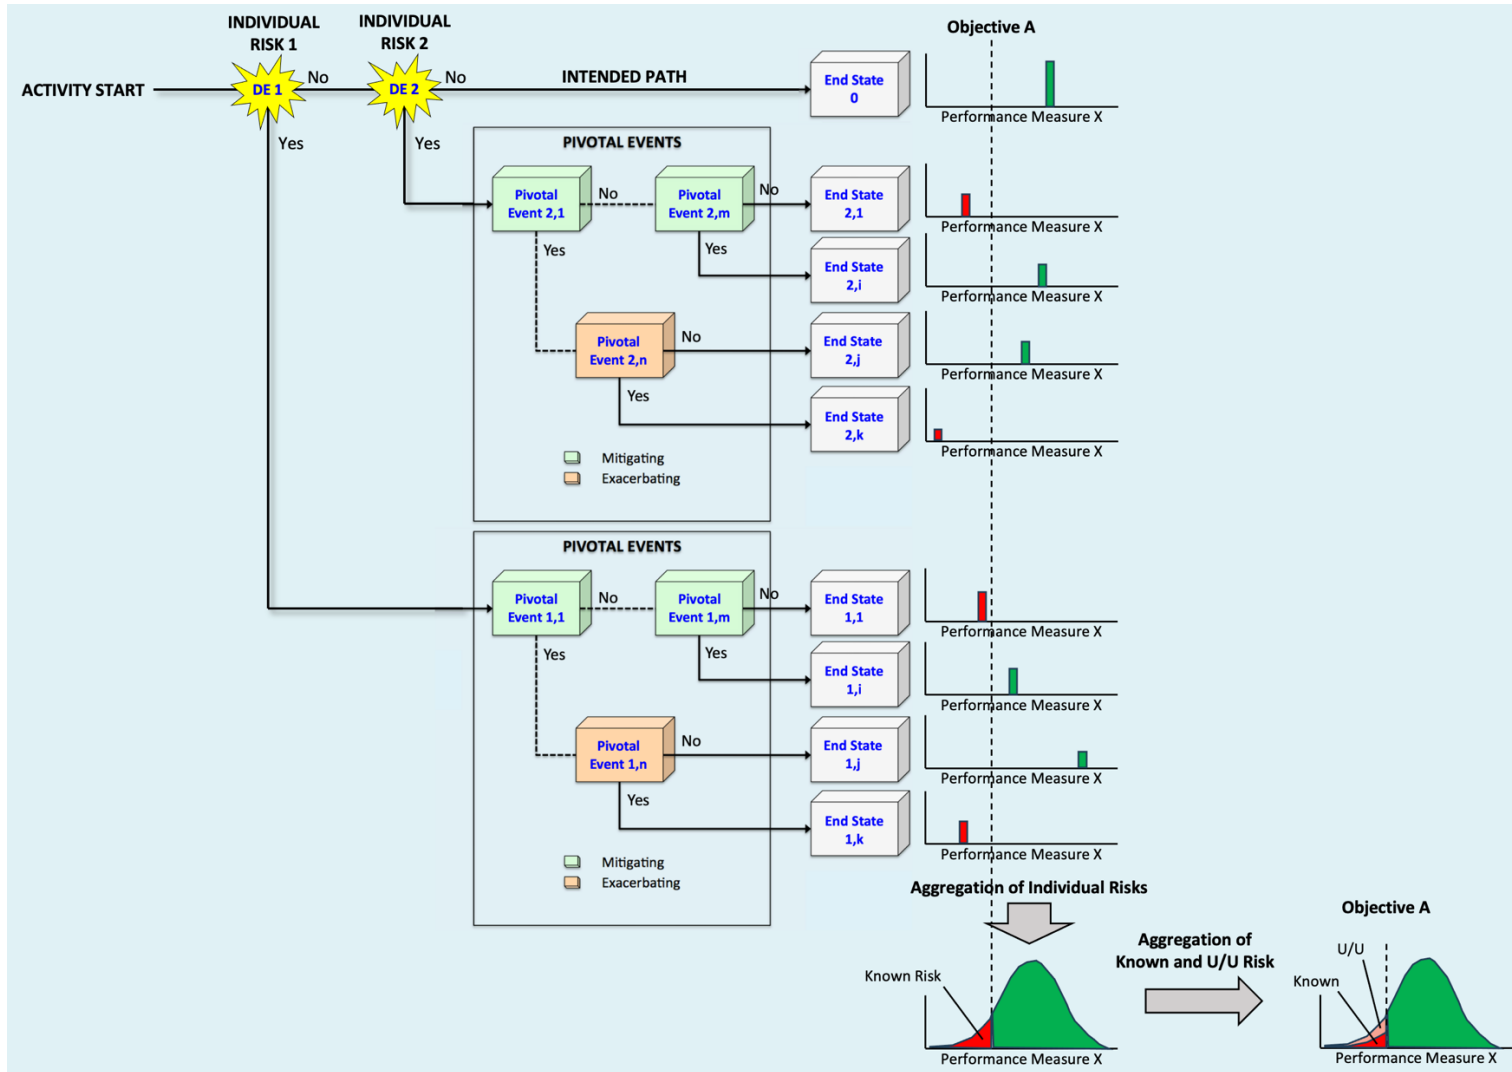 INDIVIDUAL
RISK 1
INDIVIDUAL
RISK 2
Objective A
ACTIVITY START
DE 1
No
DE 2
No
INTENDED PATH
End State
0
Performance Measure X
Yes
Yes
PIVOTAL EVENTS
Pivotal
Event 2,1
No
Pivotal
Event 2,m
No
End State
2,1
Performance Measure X
Yes
Yes
End State
2,i
Performance Measure X
Pivotal
Event 2,n
No
End State
2,j
Performance Measure X
Yes
End State
2,k
Performance Measure X
Mitigating
Exacerbating
PIVOTAL EVENTS
Pivotal
Event 1,1
No
Pivotal
Event 1,m
No
End State
1,1
Performance Measure X
Yes
Yes
End State
1,i
Performance Measure X
Pivotal
Event 1,n
No
End State
1,j
Performance Measure X
Yes
End State
1,k
Performance Measure X
Mitigating
Exacerbating
Aggregation of Individual Risks
Known Risk
Performance Measure X
Aggregation of
Known and U/U Risk
Objective A
U/U
Known
Performance Measure X